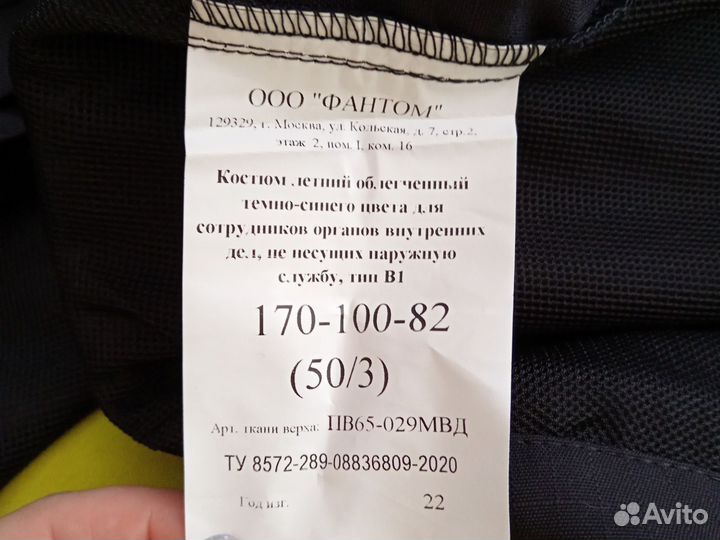 ООО "ФАНТОМ"
129329, г. Москва, ул. Кольская, д. 7, стр.2,
этаж 2, пом. I, ком. 16
Костюм летний облегченный
темно-синего цвета для
сотрудников органов внутренних
дел, не несущих наружную
службу, тип В1
170-100-82
(50/3)
Арт. ткани верха: ПВ65-029МВД
ТУ 8572-289-08836809-2020
Год изг. 22
Avito